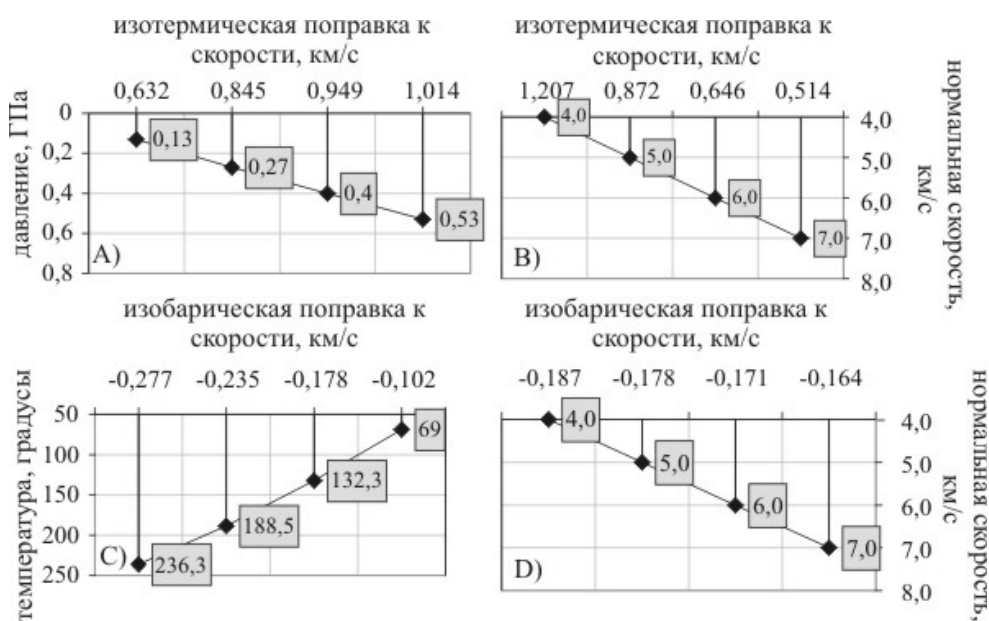 изотермическая поправка к
скорости, км/с
0,632 0,845 0,949 1,014
давление, ГПа
0
0,2
0,4
0,6
0,8
0,13
0,27
0,4
0,53
A)
изотермическая поправка к
скорости, км/с
1,207 0,872 0,646 0,514
4,0
5,0
6,0
7,0
B)
4,0
5,0
6,0
7,0
8,0
нормальная скорость,
км/с
изобарическая поправка к
скорости, км/с
-0,277 -0,235 -0,178 -0,102
температура, градусы
50
100
150
200
250
69
132,3
188,5
236,3
C)
изобарическая поправка к
скорости, км/с
-0,187 -0,178 -0,171 -0,164
4,0
5,0
6,0
7,0
D)
4,0
5,0
6,0
7,0
8,0
нормальная скорость,
км/с